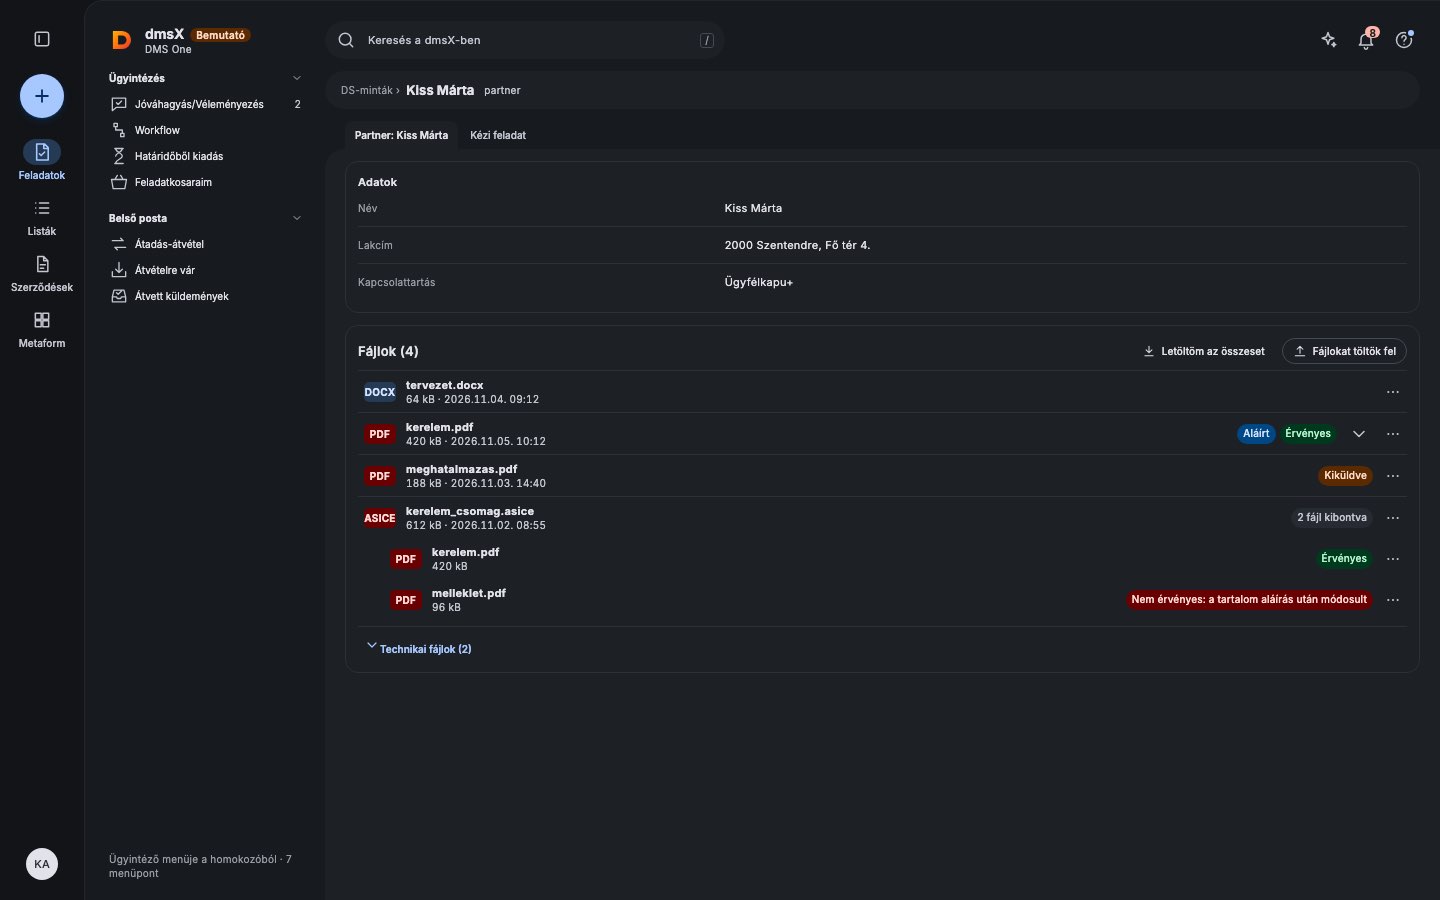 dmsX Bemutató
DMS One
Keresés a dmsX-ben /
8
Feladatok
Listák
Szerződések
Metaform
KA
Ügyintézés
Jóváhagyás/Véleményezés 2
Workflow
Határidőből kiadás
Feladatkosaraim
Belső posta
Átadás-átvétel
Átvételre vár
Átvett küldemények
Ügyintéző menüje a homokozóból · 7
menüpont
DS-minták › Kiss Márta partner
Partner: Kiss Márta Kézi feladat
Adatok
Név Kiss Márta
Lakcím 2000 Szentendre, Fő tér 4.
Kapcsolattartás Ügyfélkapu+
Fájlok (4) Letöltöm az összeset Fájlokat töltök fel
DOCX tervezet.docx
64 kB · 2026.11.04. 09:12
PDF kerelem.pdf
420 kB · 2026.11.05. 10:12
Aláírt Érvényes
PDF meghatalmazas.pdf
188 kB · 2026.11.03. 14:40
Kiküldve
ASICE kerelem_csomag.asice
612 kB · 2026.11.02. 08:55
2 fájl kibontva
PDF kerelem.pdf
420 kB
Érvényes
PDF melleklet.pdf
96 kB
Nem érvényes: a tartalom aláírás után módosult
Technikai fájlok (2)